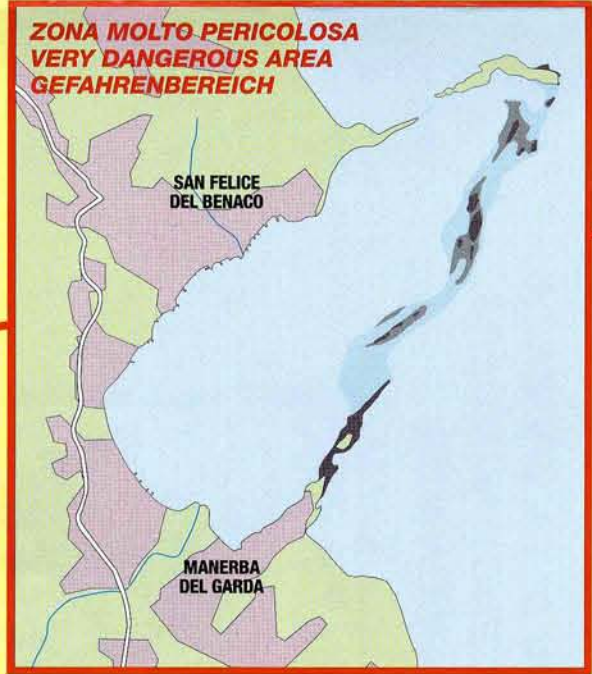 ZONA MOLTO PERICOLOSA
VERY DANGEROUS AREA
GEFAHRENBEREICH
SAN FELICE
DEL BENACO
MANERBA
DEL GARDA